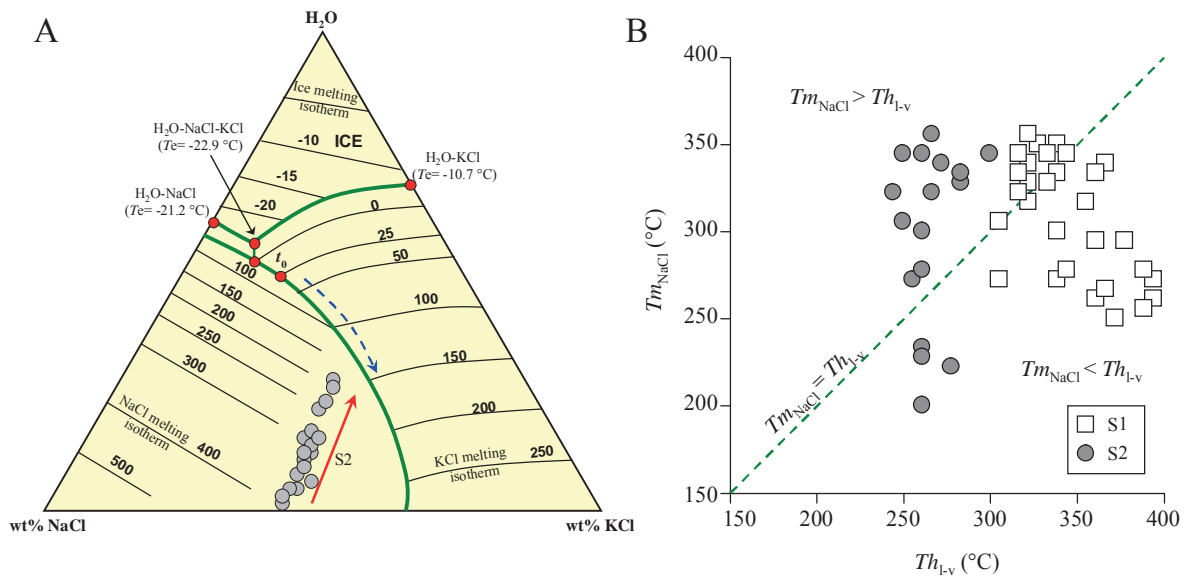 A
H₂O
Ice melting
isotherm
H₂O-NaCl-KCl
(Te= -22.9 °C)
-10
ICE
H₂O-KCl
(Te= -10.7 °C)
-15
H₂O-NaCl
(Te= -21.2 °C)
-20
0
t₀
25
50
100
150
200
250
300
100
150
200
250
NaCl melting
isotherm
400
500
S2
KCl melting
isotherm
wt% NaCl
wt% KCl
B
400
350
300
250
200
150
TmNaCl (°C)
TmNaCl > Thl-v
TmNaCl = Thl-v
TmNaCl < Thl-v
S1
S2
150
200
250
300
350
400
Thl-v (°C)